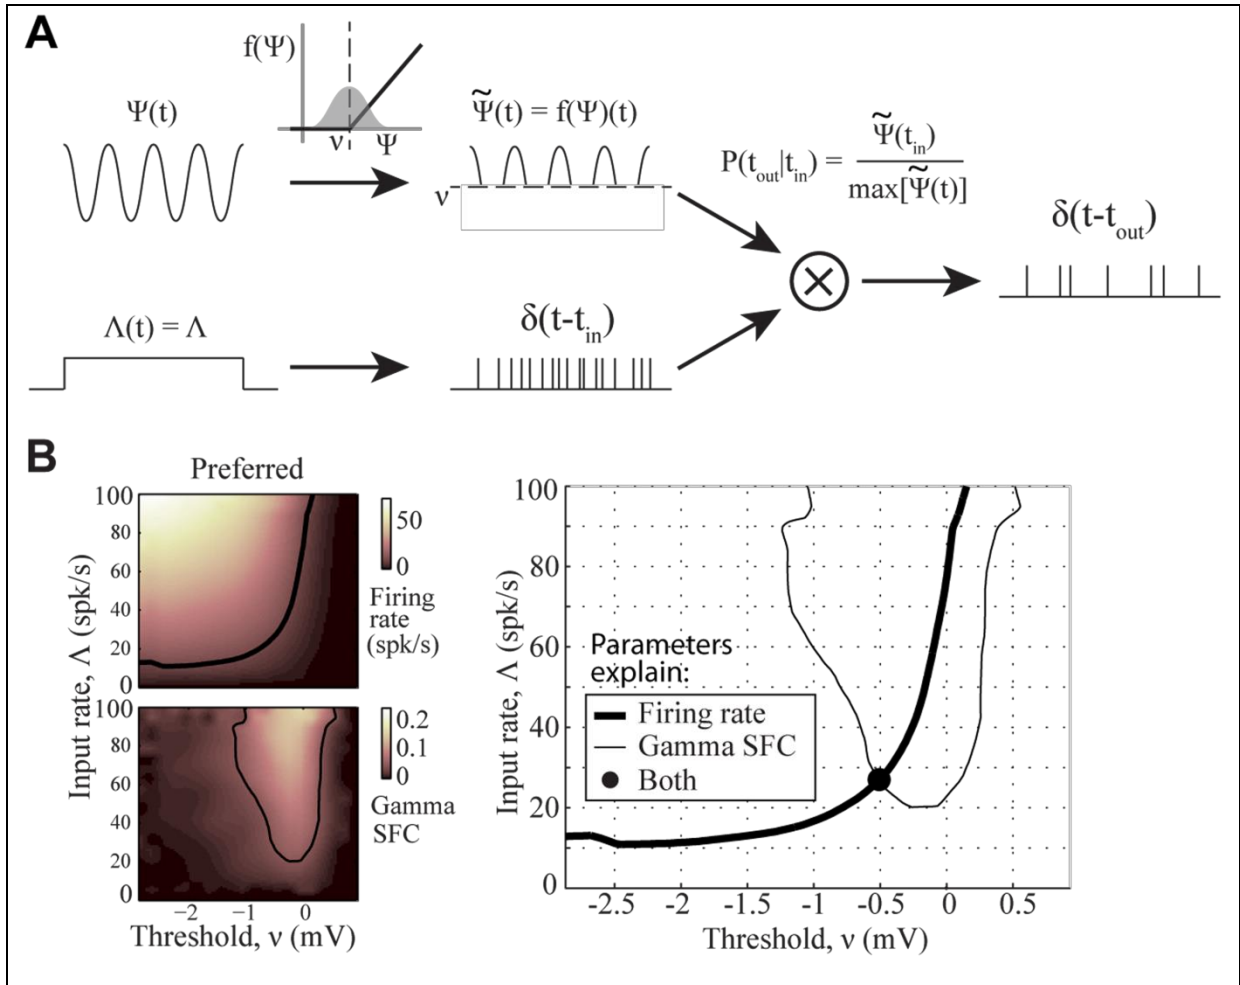 A
f(Ψ)
Ψ(t)
ν
Ψ
Ψ̃(t) = f(Ψ)(t)
ν
P(t_out|t_in) = Ψ̃(t_in) / max[Ψ̃(t)]
δ(t-t_out)
Λ(t) = Λ
δ(t-t_in)
B
Preferred
100
80
60
40
20
0
50
0
Firing
rate
(spk/s)
100
80
60
40
20
0
0.2
0.1
0
Gamma
SFC
Input rate, Λ (spk/s)
−2 −1 0
Threshold, ν (mV)
100
80
60
40
20
0
Input rate, Λ (spk/s)
Parameters
explain:
Firing rate
Gamma SFC
Both
-2.5 -2 -1.5 -1 -0.5 0 0.5
Threshold, ν (mV)